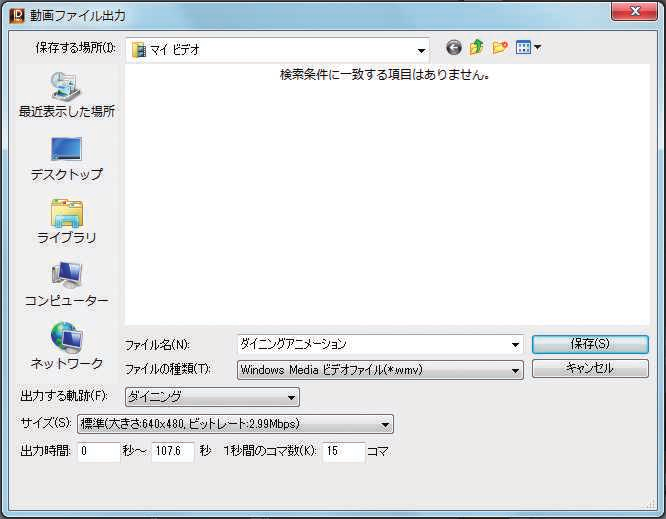 動画ファイル出力
保存する場所(I): マイ ビデオ
検索条件に一致する項目はありません。
最近表示した場所
デスクトップ
ライブラリ
コンピューター
ネットワーク
ファイル名(N): ダイニングアニメーション 保存(S)
ファイルの種類(T): Windows Media ビデオファイル(*.wmv) キャンセル
出力する軌跡(F): ダイニング
サイズ(S): 標準(大きさ:640x480, ビットレート:2.99Mbps)
出力時間: 0 秒～ 107.6 秒 1秒間のコマ数(K): 15 コマ